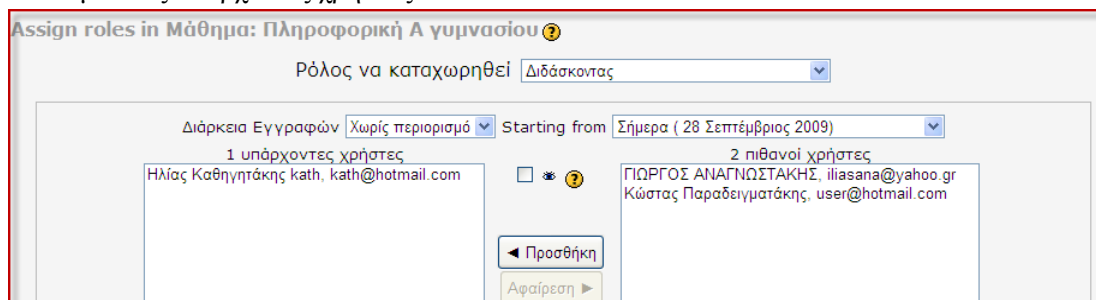 Assign roles in Μάθημα: Πληροφορική Α γυμνασίου ?
Ρόλος να καταχωρηθεί Διδάσκοντας
Διάρκεια Εγγραφών Χωρίς περιορισμό Starting from Σήμερα ( 28 Σεπτέμβριος 2009)
1 υπάρχοντες χρήστες
2 πιθανοί χρήστες
Ηλίας Καθηγητάκης kath, kath@hotmail.com
?
ΓΙΩΡΓΟΣ ΑΝΑΓΝΩΣΤΑΚΗΣ, iliasana@yahoo.gr
Κώστας Παραδειγματάκης, user@hotmail.com
◄ Προσθήκη
Αφαίρεση ►